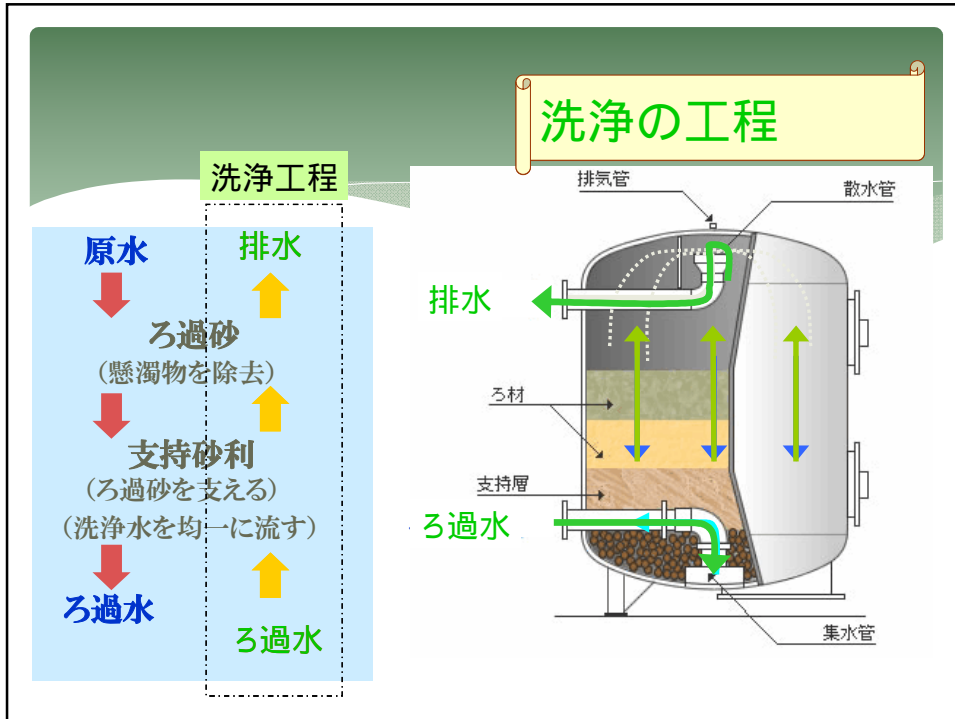 洗浄の工程
洗浄工程
原水
排水
ろ過砂
(懸濁物を除去)
支持砂利
(ろ過砂を支える)
(洗浄水を均一に流す)
ろ過水
ろ過水
排気管
散水管
排水
ろ材
支持層
ろ過水
集水管